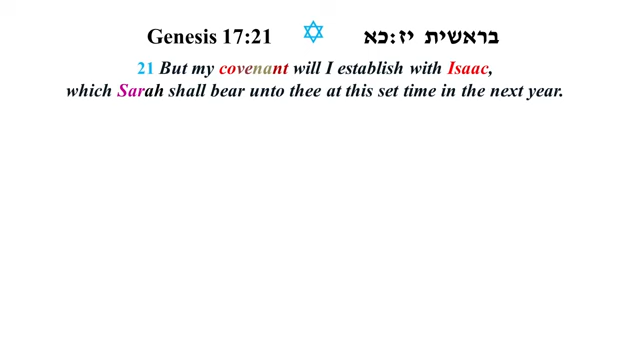 Genesis 17:21 ✡ בראשית יז:כא
21 But my covenant will I establish with Isaac,
which Sarah shall bear unto thee at this set time in the next year.